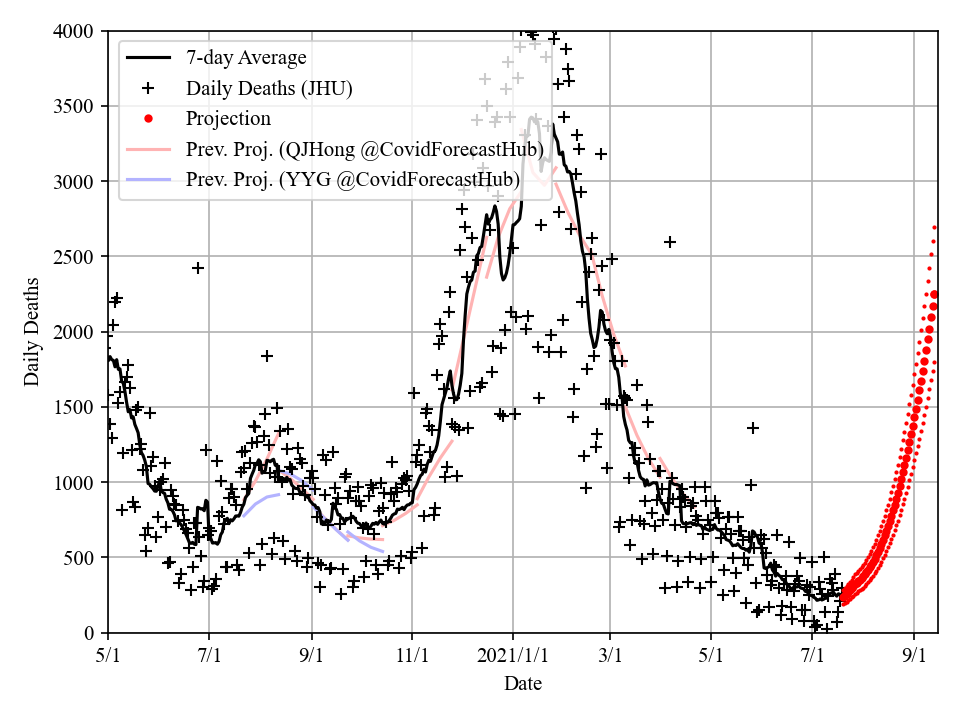 4000
3500
3000
2500
2000
1500
1000
500
0
Daily Deaths
7-day Average
Daily Deaths (JHU)
Projection
Prev. Proj. (QJHong @CovidForecastHub)
Prev. Proj. (YYG @CovidForecastHub)
5/1 7/1 9/1 11/1 2021/1/1 3/1 5/1 7/1 9/1
Date